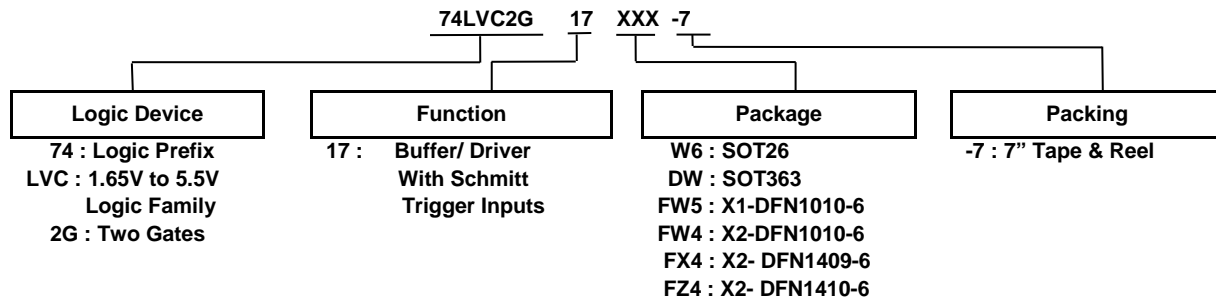 74LVC2G 17 XXX -7
Logic Device Function Package Packing
74 : Logic Prefix 17 : Buffer/ Driver W6 : SOT26 -7 : 7” Tape & Reel
LVC : 1.65V to 5.5V With Schmitt DW : SOT363
Logic Family Trigger Inputs FW5 : X1-DFN1010-6
2G : Two Gates FW4 : X2-DFN1010-6
FX4 : X2- DFN1409-6
FZ4 : X2- DFN1410-6